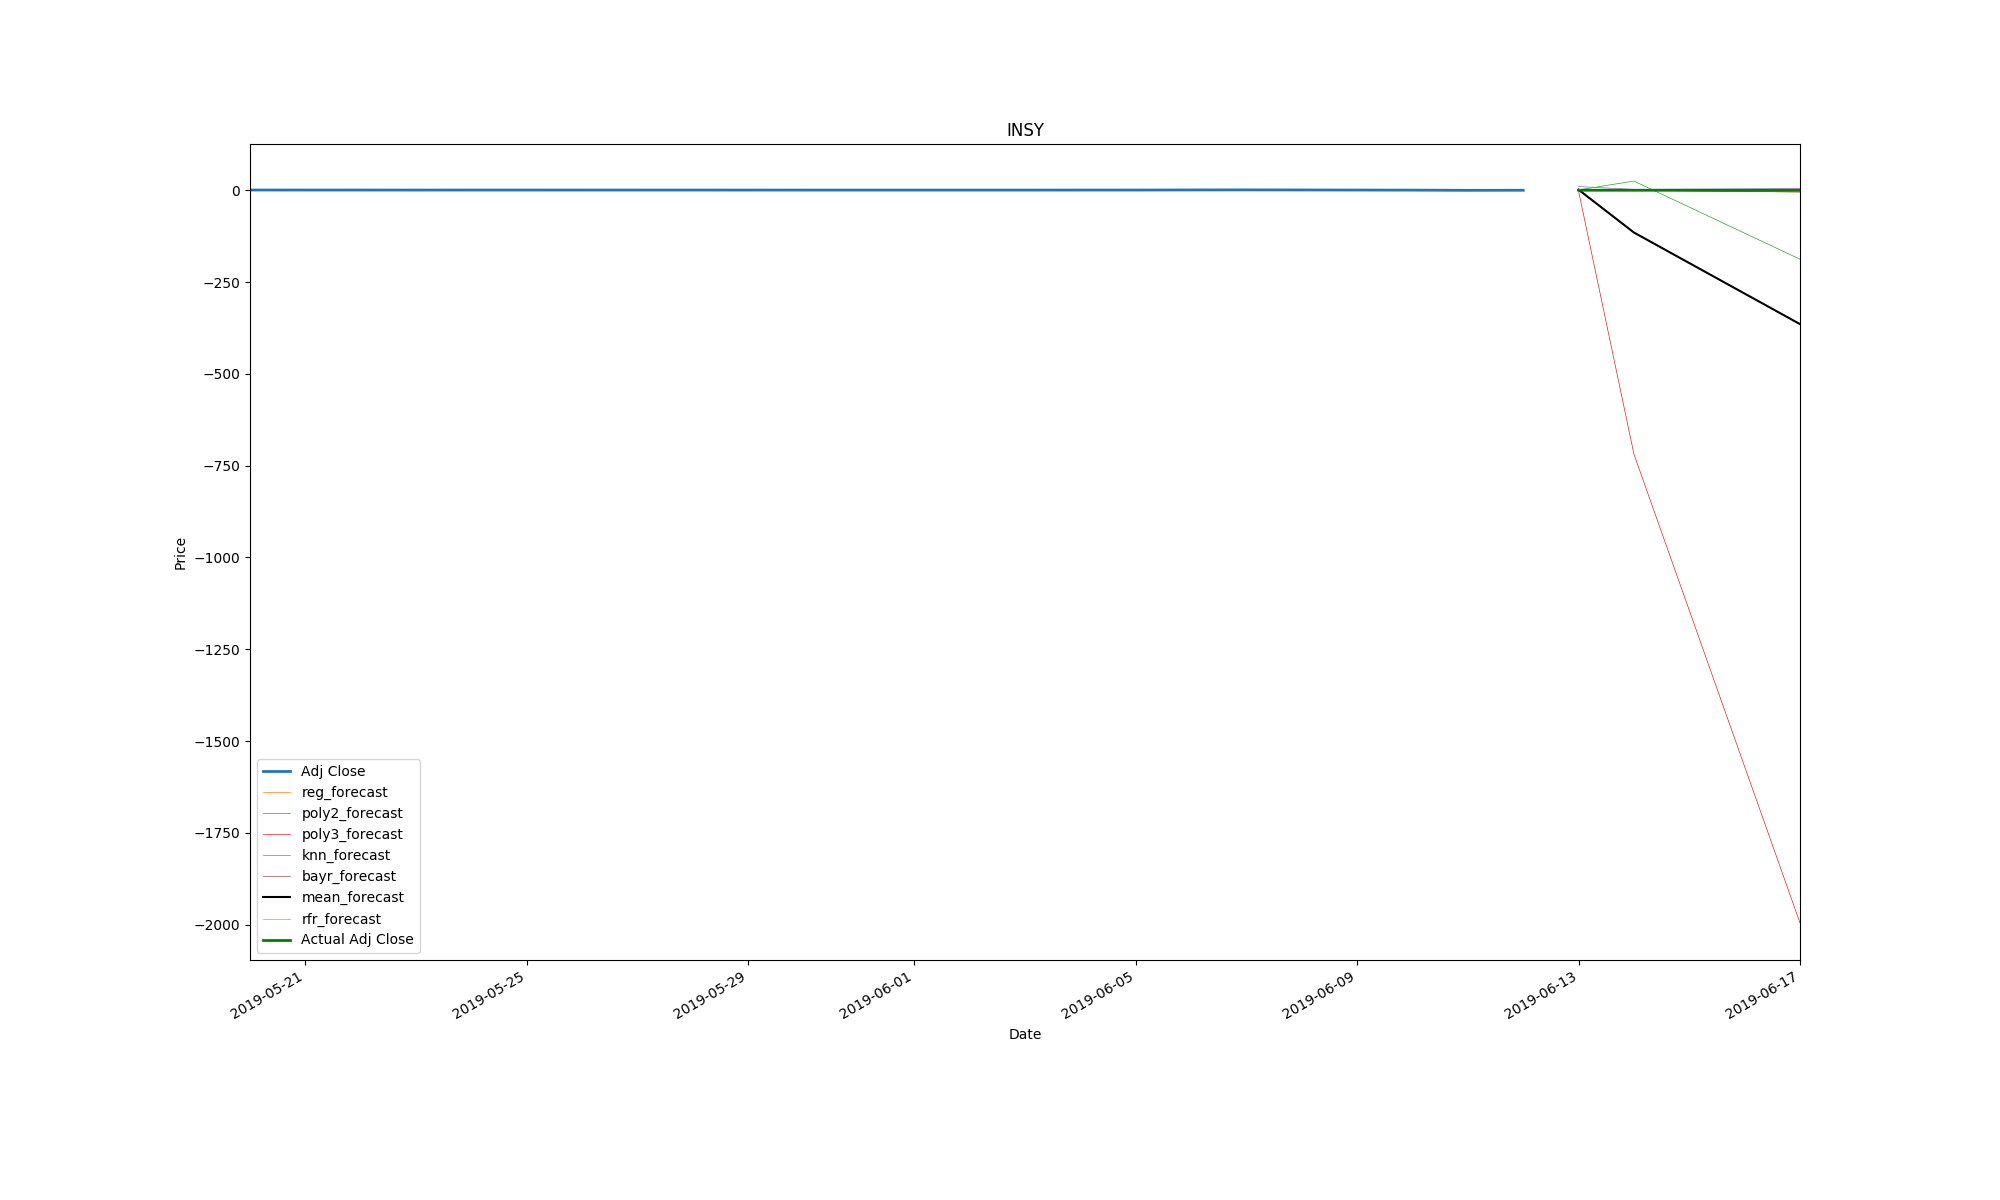 INSY
0
−250
−500
−750
−1000
−1250
−1500
−1750
−2000
Price
Adj Close
reg_forecast
poly2_forecast
poly3_forecast
knn_forecast
bayr_forecast
mean_forecast
rfr_forecast
Actual Adj Close
2019-05-21
2019-05-25
2019-05-29
2019-06-01
2019-06-05
2019-06-09
2019-06-13
2019-06-17
Date